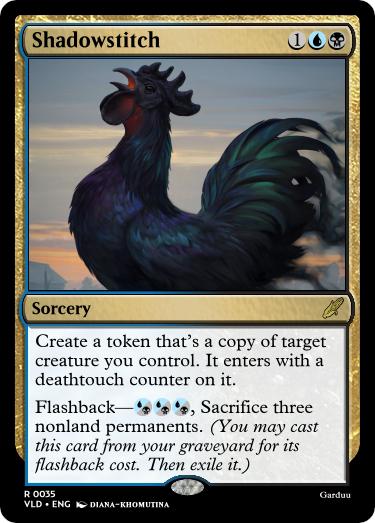 Shadowstitch 1
Sorcery
Create a token that's a copy of target
creature you control. It enters with a
deathtouch counter on it.
Flashback—, Sacrifice three
nonland permanents. (You may cast
this card from your graveyard for its
flashback cost. Then exile it.)
R 0035
VLD • ENG DIANA-KHOMUTINA
Garduu